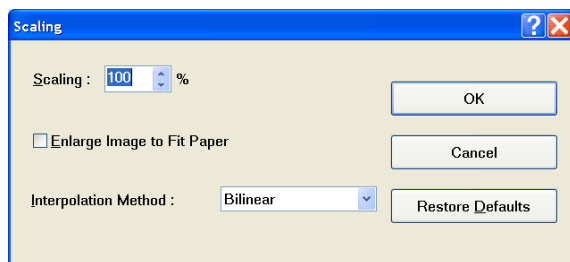 Scaling
Scaling : 100 %
OK
Enlarge Image to Fit Paper
Cancel
Interpolation Method : Bilinear
Restore Defaults